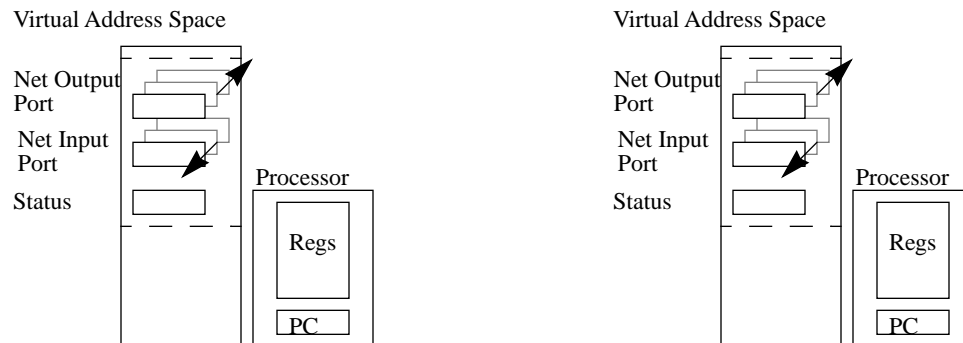 Virtual Address Space
Net Output
Port
Net Input
Port
Status
Processor
Regs
PC
Virtual Address Space
Net Output
Port
Net Input
Port
Status
Processor
Regs
PC